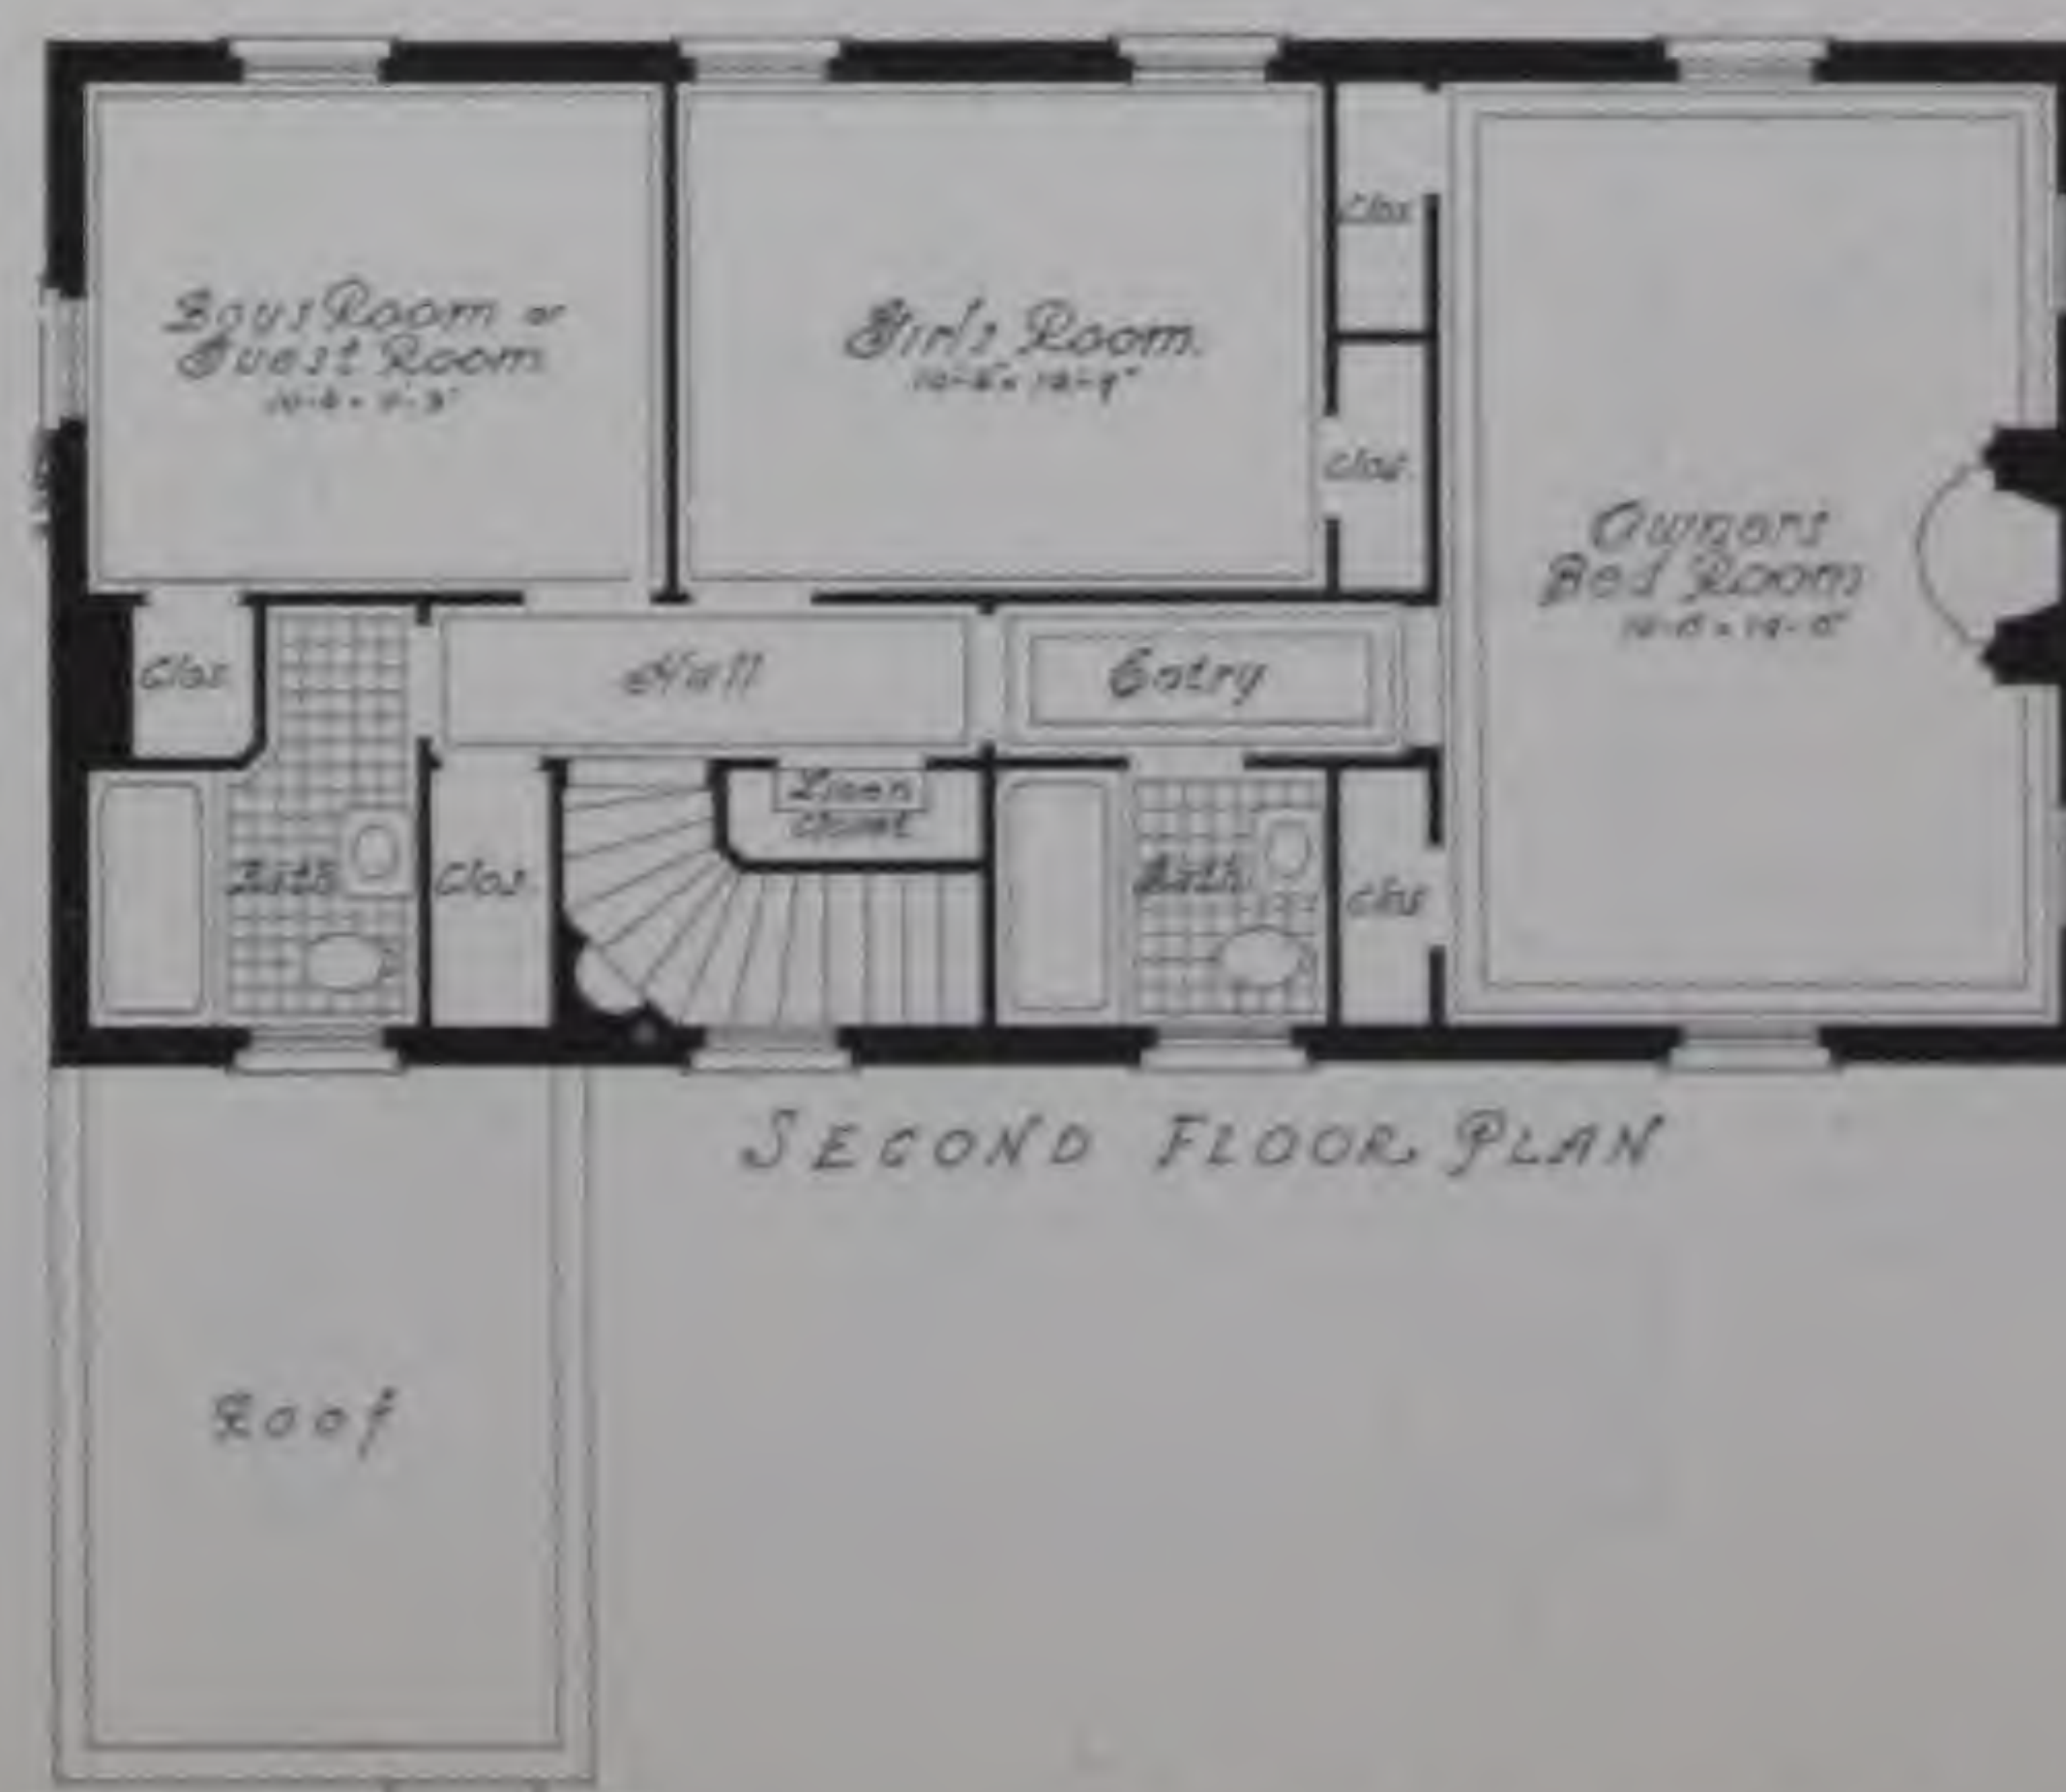 Boys Room or
Guest Room
Girls Room.
Clos
Clos
Owners
Bed Room
Clos
Hall
Entry
Linen
Closet
Bath
Clos
Bath
Clos
SECOND FLOOR PLAN
Roof